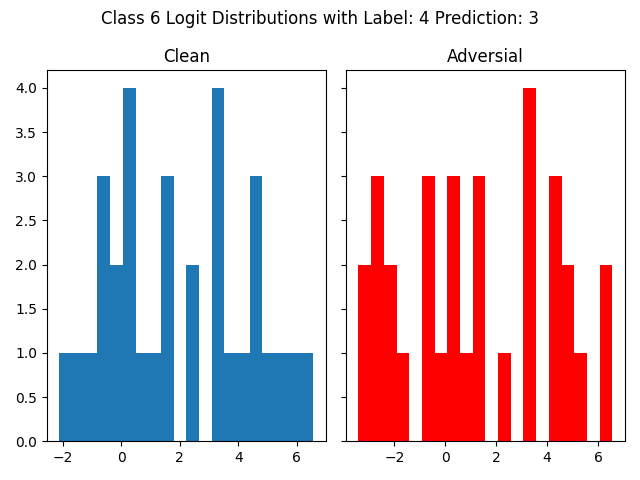 Class 6 Logit Distributions with Label: 4 Prediction: 3
Clean
Adversial
4.0
3.5
3.0
2.5
2.0
1.5
1.0
0.5
0.0
−2 0 2 4 6
−2 0 2 4 6